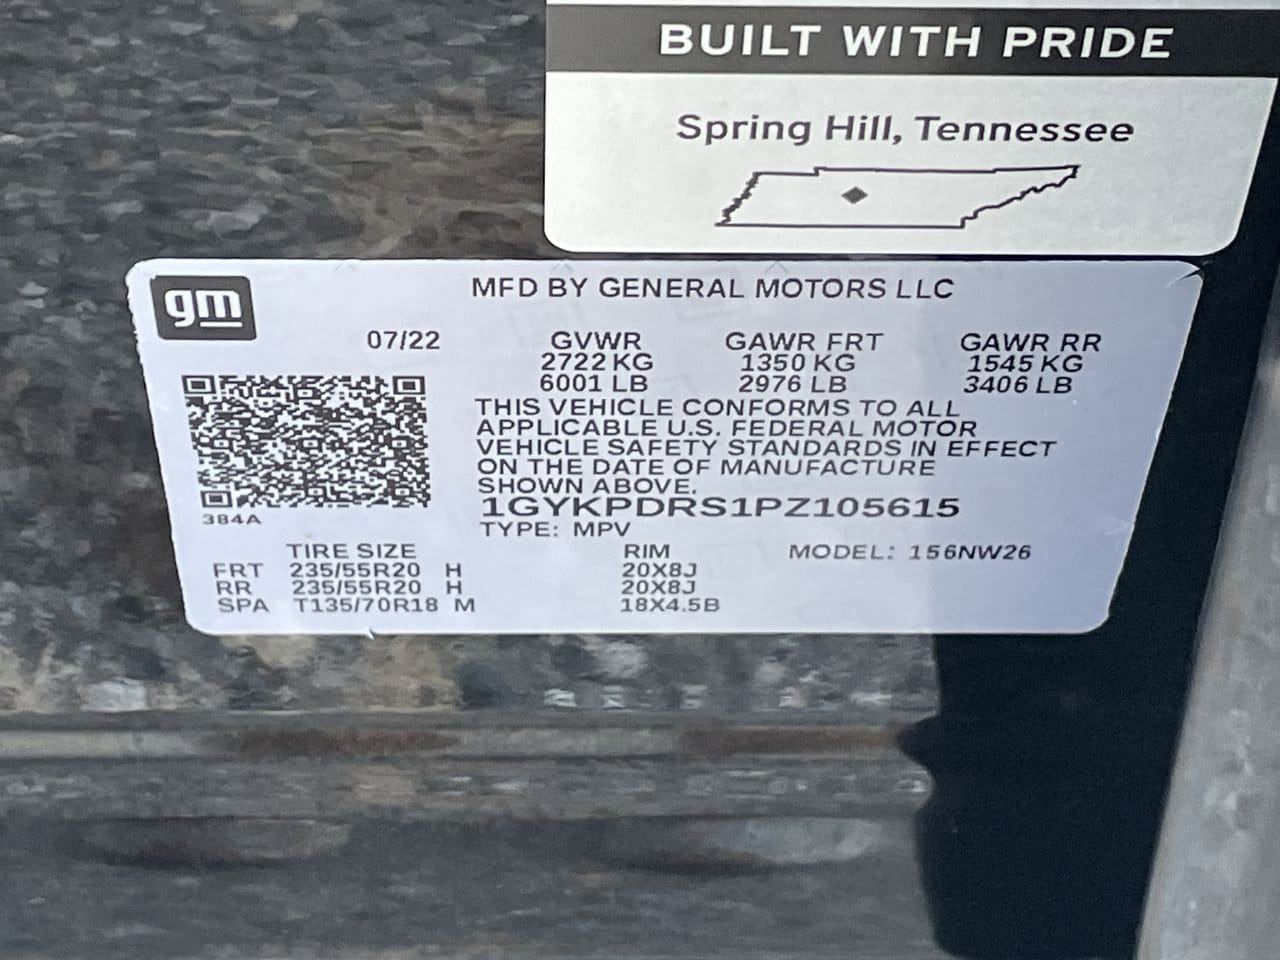 BUILT WITH PRIDE
Spring Hill, Tennessee
gm
MFD BY GENERAL MOTORS LLC
07/22 GVWR GAWR FRT GAWR RR
2722 KG 1350 KG 1545 KG
6001 LB 2976 LB 3406 LB
THIS VEHICLE CONFORMS TO ALL
APPLICABLE U.S. FEDERAL MOTOR
VEHICLE SAFETY STANDARDS IN EFFECT
ON THE DATE OF MANUFACTURE
SHOWN ABOVE.
1GYKPDRS1PZ105615
384A
TYPE: MPV
TIRE SIZE RIM MODEL: 156NW26
FRT 235/55R20 H 20X8J
RR 235/55R20 H 20X8J
SPA T135/70R18 M 18X4.5B